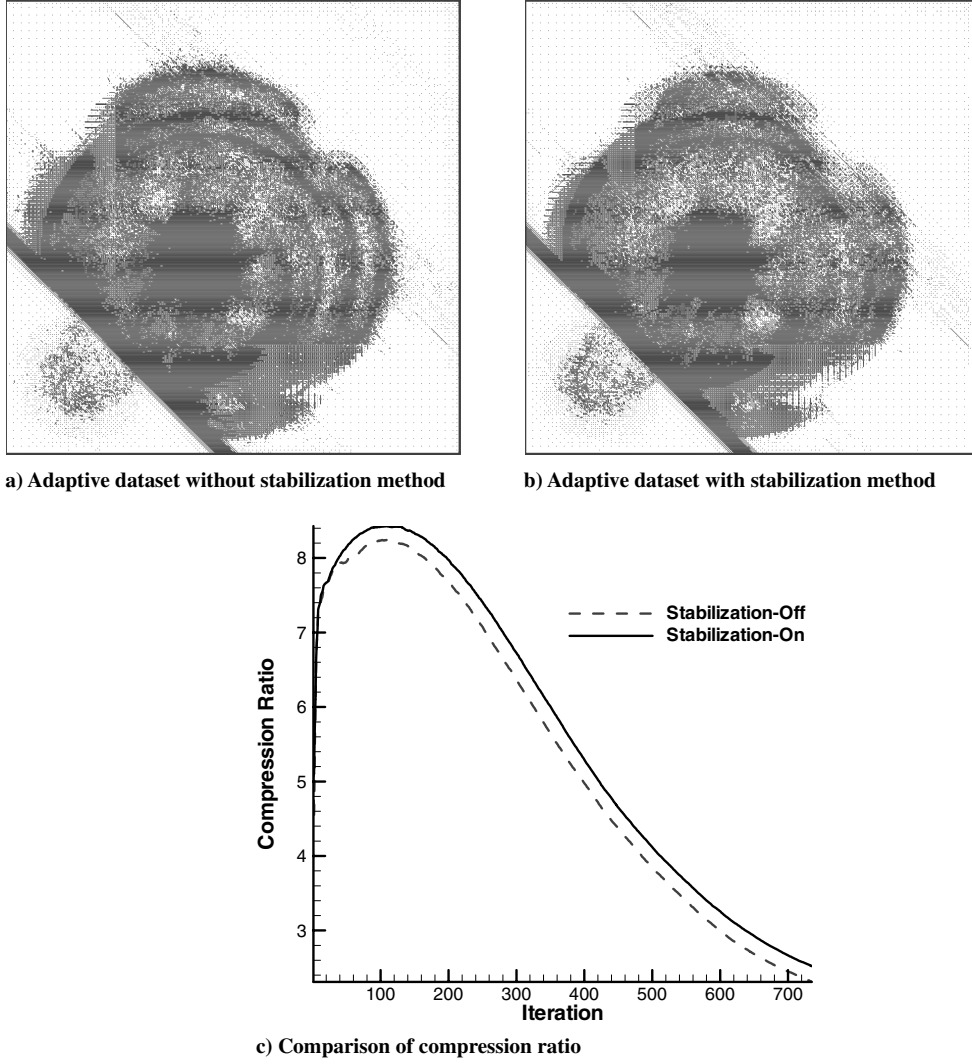 a) Adaptive dataset without stabilization method
b) Adaptive dataset with stabilization method
8
7
6
5
4
3
Compression Ratio
Stabilization-Off
Stabilization-On
100 200 300 400 500 600 700
Iteration
c) Comparison of compression ratio